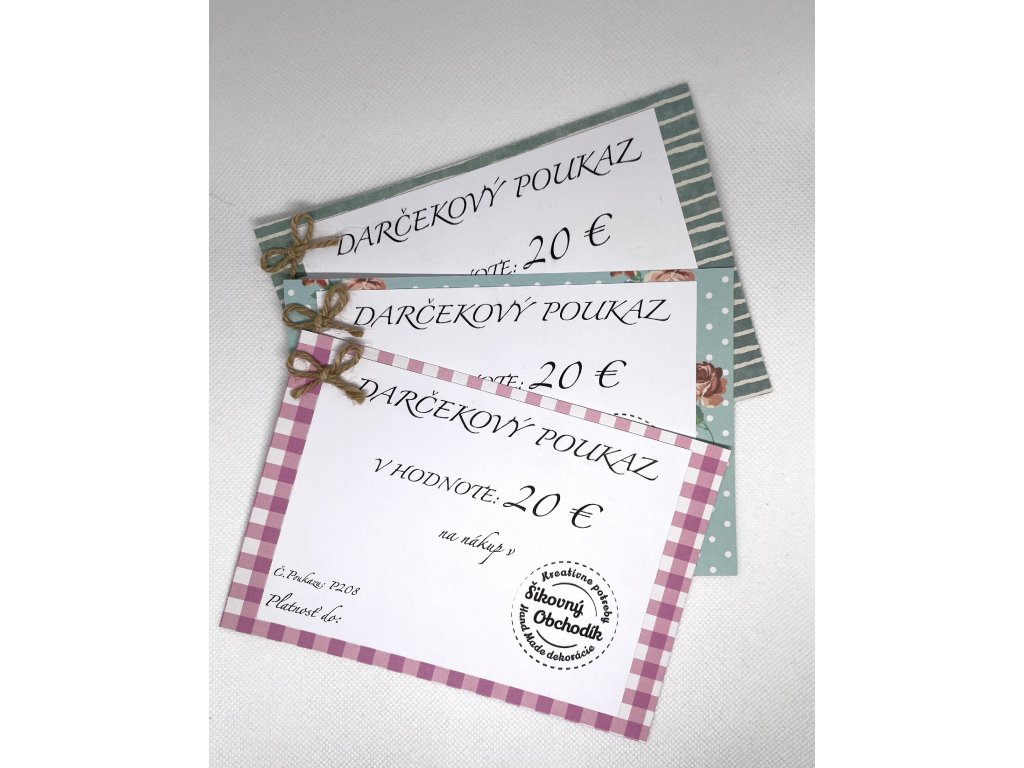 DARČEKOVÝ POUKAZ
20 €
DARČEKOVÝ POUKAZ
20 €
DARČEKOVÝ POUKAZ
V HODNOTE: 20 €
na nákup v
Č.Poukazu: P208
Platnosť do:
Kreatívne potreby
Šikovný
Obchodík
Hand Made dekorácie